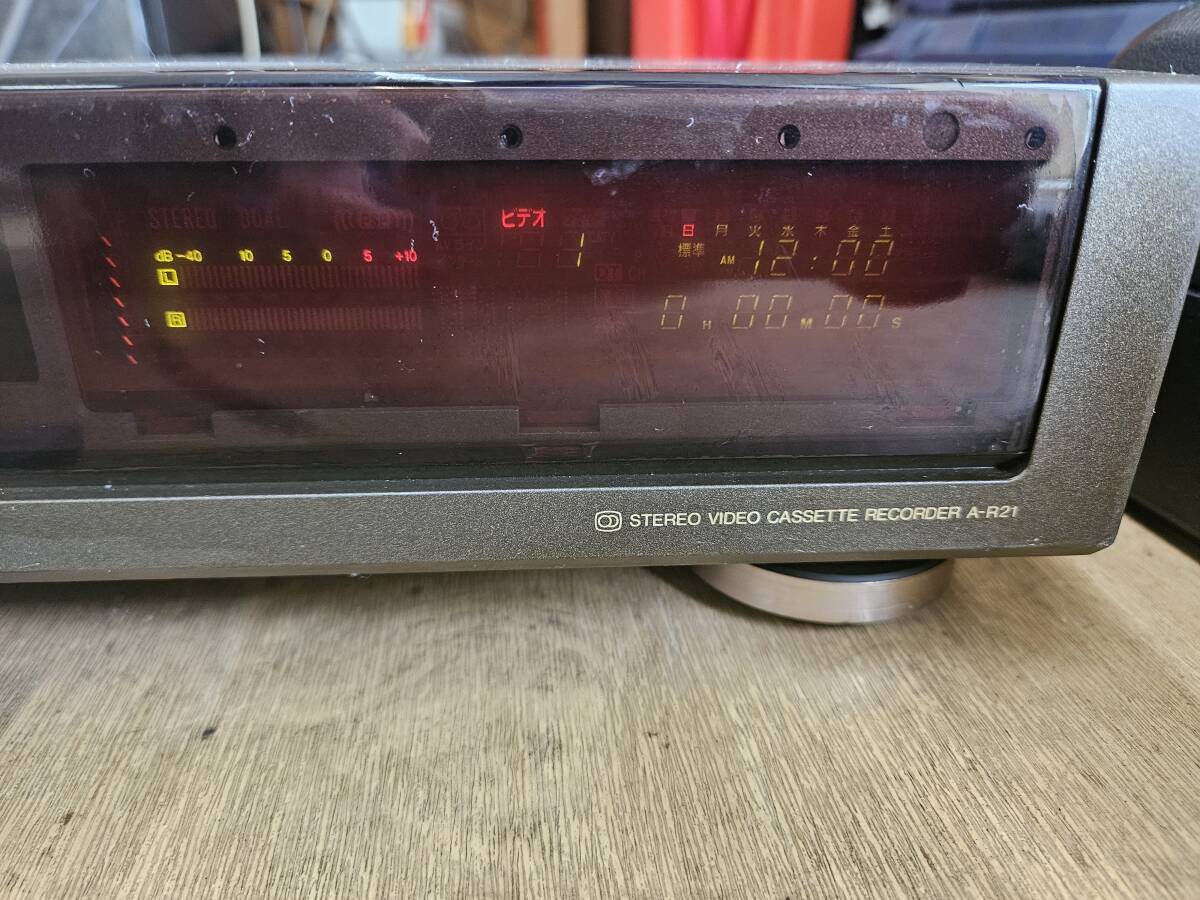 STEREO DUAL
ビデオ
日 月 火 水 木 金 土
dB -40 10 5 0 5 +10
1
標準 AM 12:00
L
R
0 H 00 M 00 S
STEREO VIDEO CASSETTE RECORDER A-R21